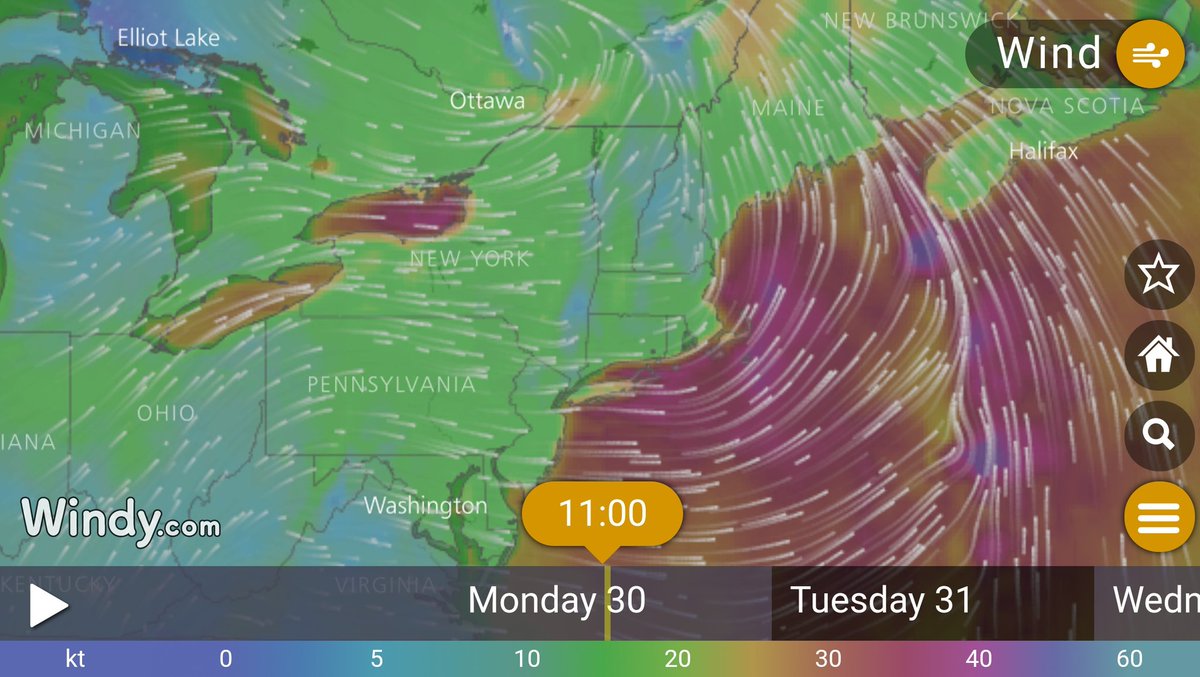 Elliot Lake
NEW BRUNSWICK
Wind
Ottawa
MAINE
NOVA SCOTIA
MICHIGAN
Halifax
NEW YORK
PENNSYLVANIA
OHIO
IANA
Washington
Windy.com
11:00
KENTUCKY
VIRGINIA
Monday 30
Tuesday 31
Wedn
kt 0 5 10 20 30 40 60